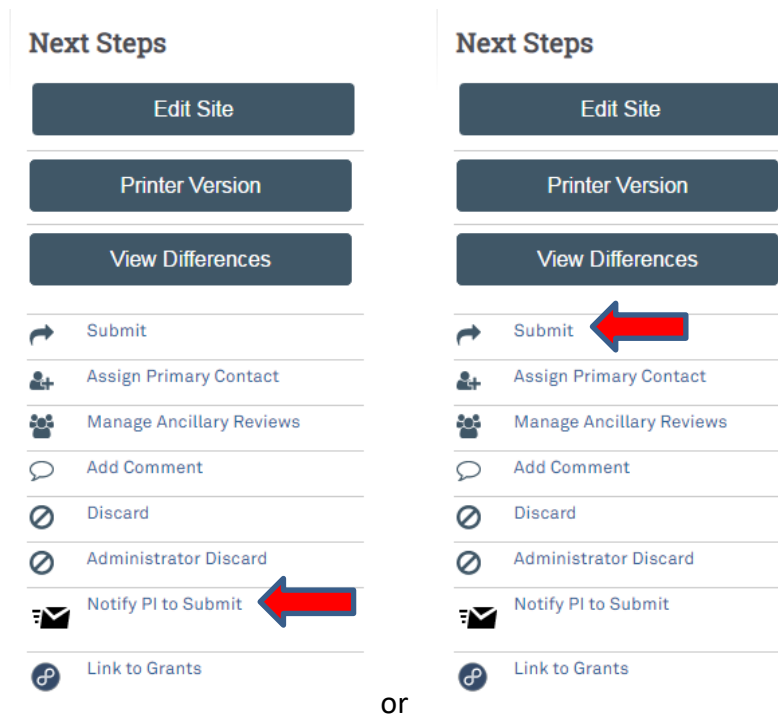 Next Steps
Edit Site
Printer Version
View Differences
Submit
Assign Primary Contact
Manage Ancillary Reviews
Add Comment
Discard
Administrator Discard
Notify PI to Submit
Link to Grants
or
Next Steps
Edit Site
Printer Version
View Differences
Submit
Assign Primary Contact
Manage Ancillary Reviews
Add Comment
Discard
Administrator Discard
Notify PI to Submit
Link to Grants